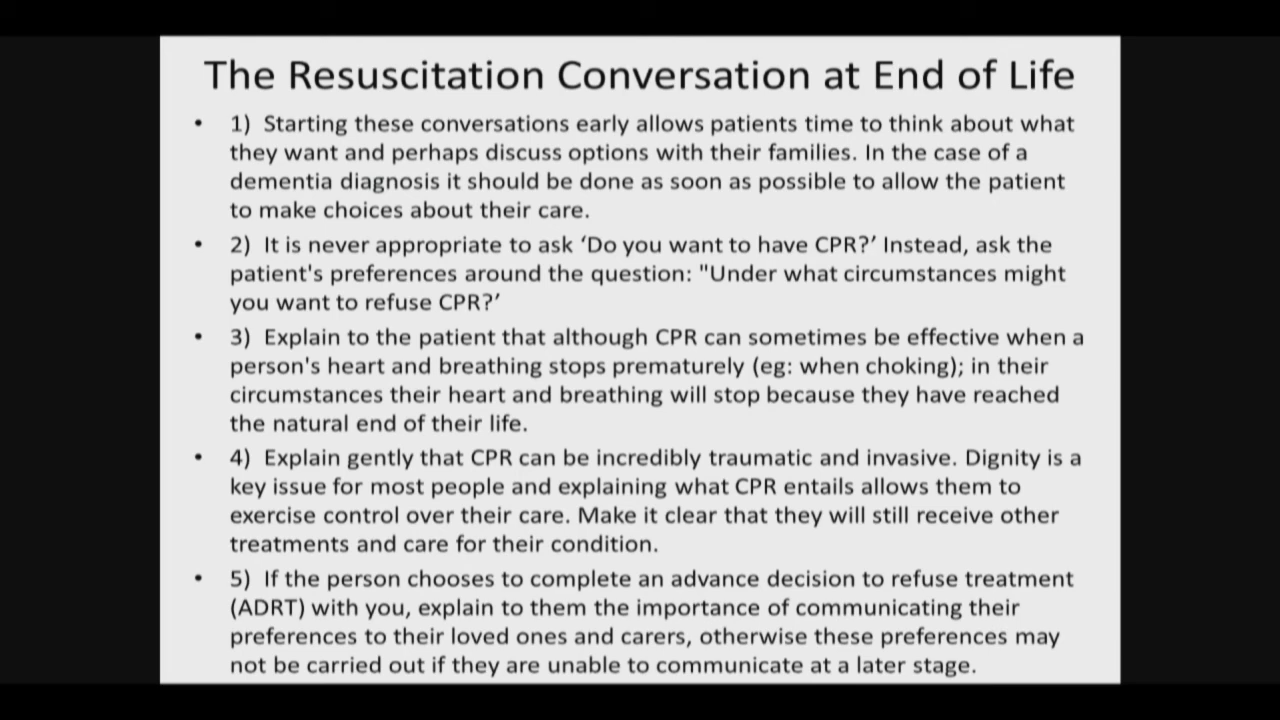 The Resuscitation Conversation at End of Life
• 1) Starting these conversations early allows patients time to think about what
they want and perhaps discuss options with their families. In the case of a
dementia diagnosis it should be done as soon as possible to allow the patient
to make choices about their care.
• 2) It is never appropriate to ask ‘Do you want to have CPR?’ Instead, ask the
patient's preferences around the question: "Under what circumstances might
you want to refuse CPR?’
• 3) Explain to the patient that although CPR can sometimes be effective when a
person's heart and breathing stops prematurely (eg: when choking); in their
circumstances their heart and breathing will stop because they have reached
the natural end of their life.
• 4) Explain gently that CPR can be incredibly traumatic and invasive. Dignity is a
key issue for most people and explaining what CPR entails allows them to
exercise control over their care. Make it clear that they will still receive other
treatments and care for their condition.
• 5) If the person chooses to complete an advance decision to refuse treatment
(ADRT) with you, explain to them the importance of communicating their
preferences to their loved ones and carers, otherwise these preferences may
not be carried out if they are unable to communicate at a later stage.